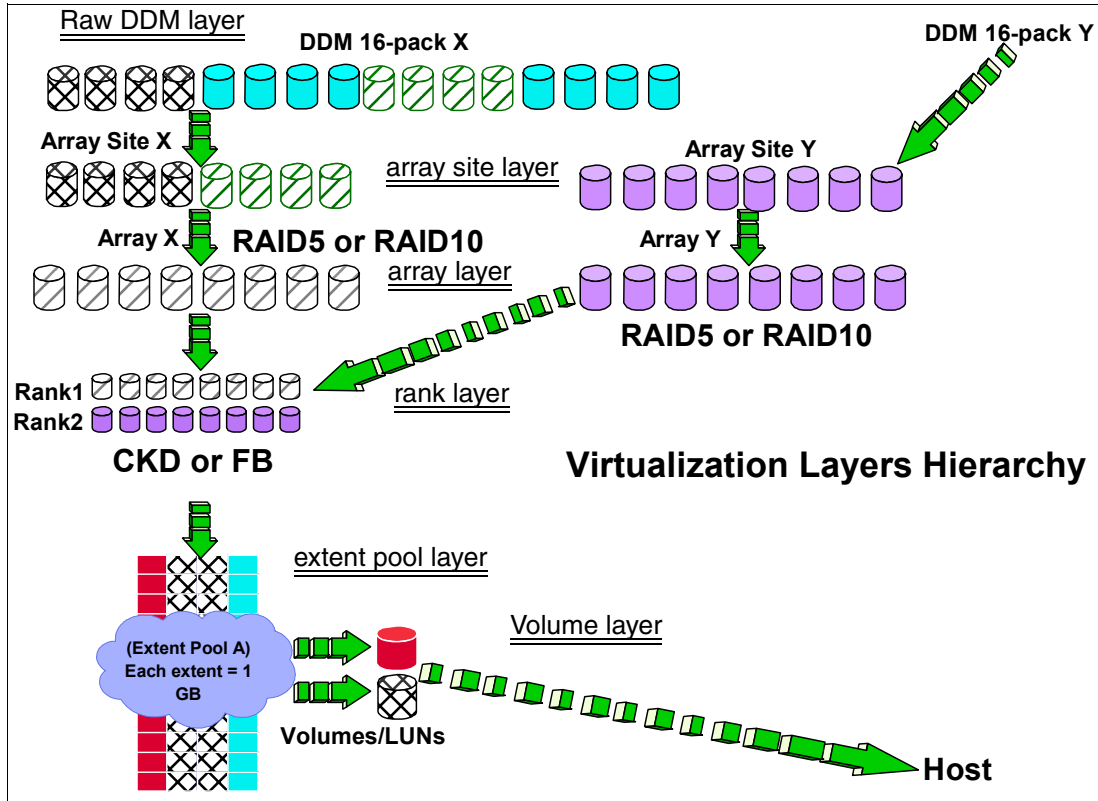 Raw DDM layer
DDM 16-pack X
DDM 16-pack Y
Array Site X
array site layer
Array Site Y
Array X
RAID5 or RAID10
array layer
Array Y
RAID5 or RAID10
Rank1
Rank2
rank layer
CKD or FB
Virtualization Layers Hierarchy
extent pool layer
(Extent Pool A)
Each extent = 1
GB
Volume layer
Volumes/LUNs
Host